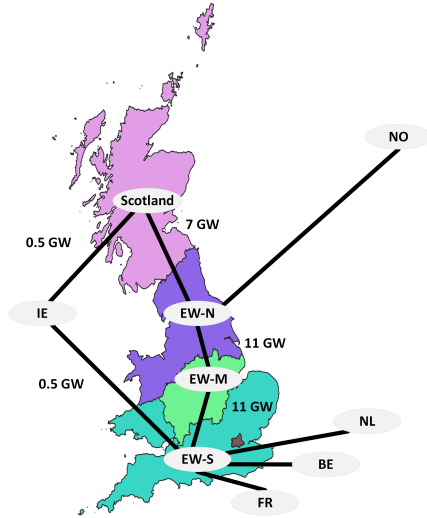 NO
Scotland
7 GW
0.5 GW
IE
EW-N
11 GW
EW-M
0.5 GW
11 GW
NL
EW-S
BE
FR